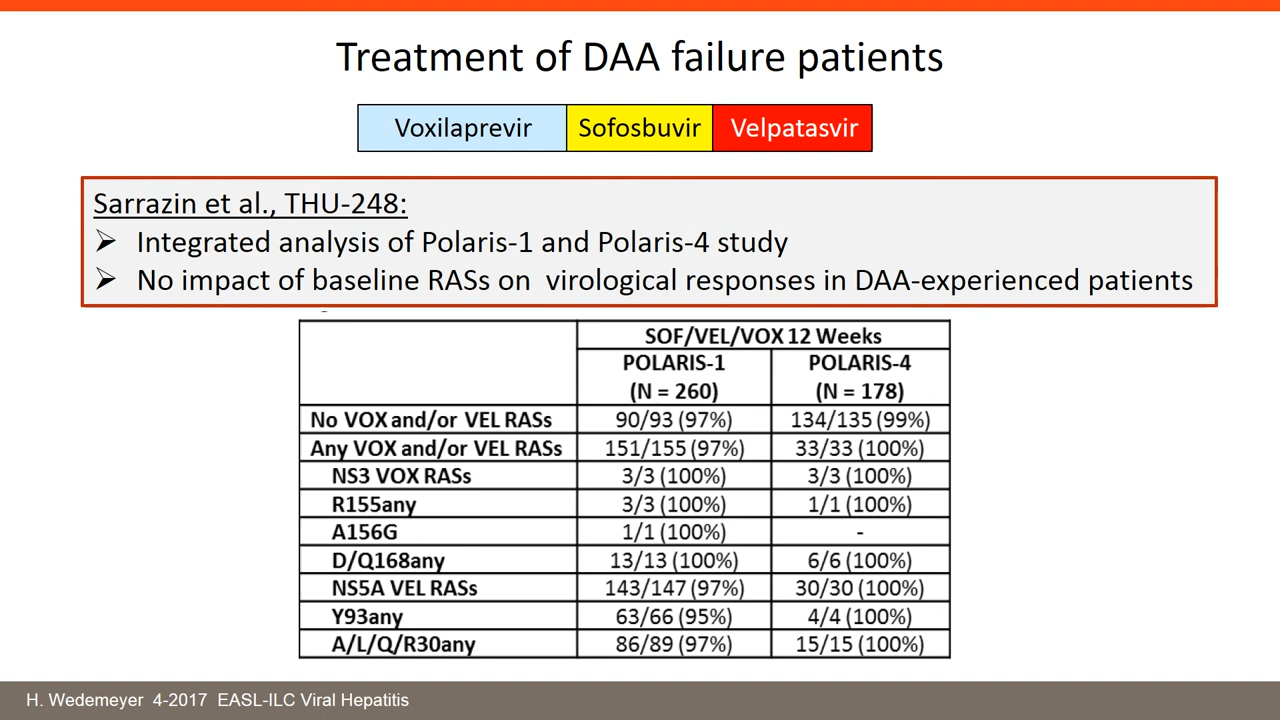 Treatment of DAA failure patients
Voxilaprevir Sofosbuvir Velpatasvir
Sarrazin et al., THU-248:
➢ Integrated analysis of Polaris-1 and Polaris-4 study
➢ No impact of baseline RASs on virological responses in DAA-experienced patients
SOF/VEL/VOX 12 Weeks
POLARIS-1 POLARIS-4
(N = 260) (N = 178)
No VOX and/or VEL RASs 90/93 (97%) 134/135 (99%)
Any VOX and/or VEL RASs 151/155 (97%) 33/33 (100%)
NS3 VOX RASs 3/3 (100%) 3/3 (100%)
R155any 3/3 (100%) 1/1 (100%)
A156G 1/1 (100%) -
D/Q168any 13/13 (100%) 6/6 (100%)
NS5A VEL RASs 143/147 (97%) 30/30 (100%)
Y93any 63/66 (95%) 4/4 (100%)
A/L/Q/R30any 86/89 (97%) 15/15 (100%)
H. Wedemeyer 4-2017 EASL-ILC Viral Hepatitis